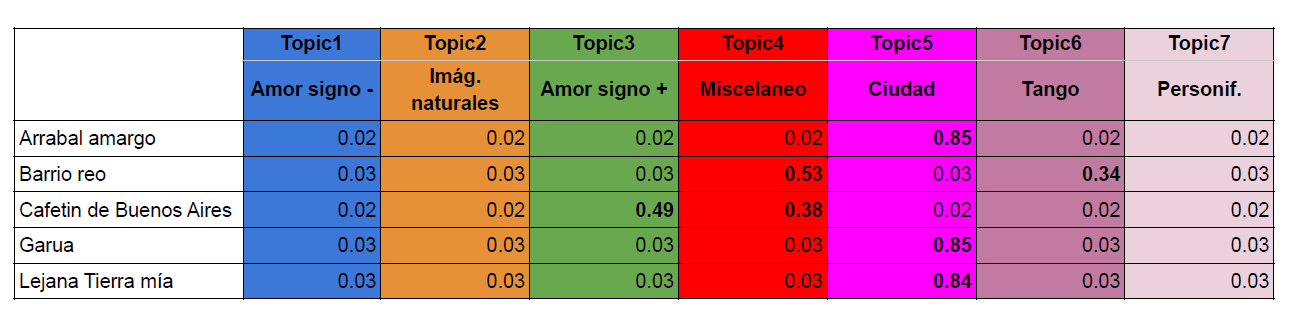 Topic1 Topic2 Topic3 Topic4 Topic5 Topic6 Topic7
Amor signo - Imág. naturales Amor signo + Miscelaneo Ciudad Tango Personif.
Arrabal amargo 0.02 0.02 0.02 0.02 0.85 0.02 0.02
Barrio reo 0.03 0.03 0.03 0.53 0.03 0.34 0.03
Cafetin de Buenos Aires 0.02 0.02 0.49 0.38 0.02 0.02 0.02
Garua 0.03 0.03 0.03 0.03 0.85 0.03 0.03
Lejana Tierra mía 0.03 0.03 0.03 0.03 0.84 0.03 0.03